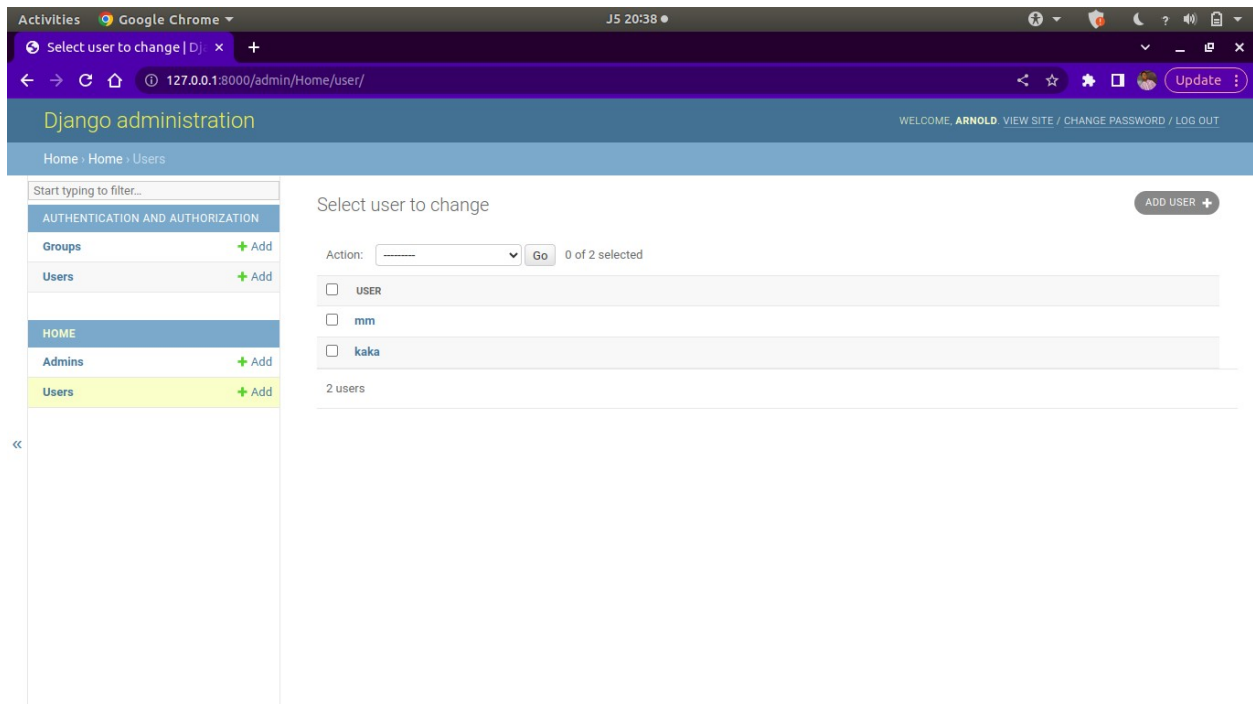 Activities Google Chrome J5 20:38
Select user to change | Dj
127.0.0.1:8000/admin/Home/user/ Update
Django administration WELCOME, ARNOLD. VIEW SITE / CHANGE PASSWORD / LOG OUT
Home › Home › Users
Start typing to filter...
AUTHENTICATION AND AUTHORIZATION
Groups + Add
Users + Add
HOME
Admins + Add
Users + Add
«
Select user to change
ADD USER +
Action: --------- Go 0 of 2 selected
USER
mm
kaka
2 users